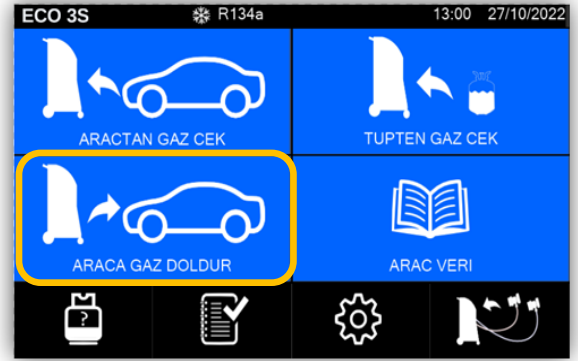 ECO 3S R134a 13:00 27/10/2022
ARACTAN GAZ CEK TUPTEN GAZ CEK
ARACA GAZ DOLDUR ARAC VERI
?